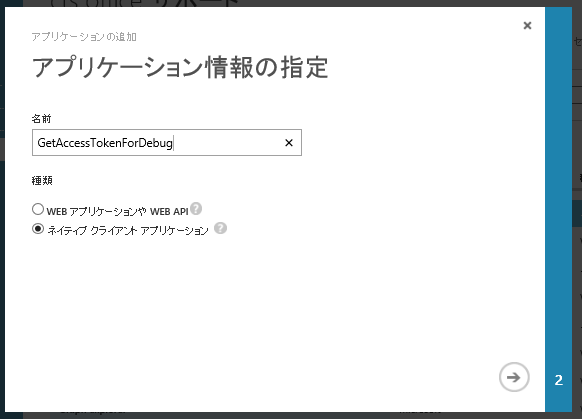 アプリケーションの追加
アプリケーション情報の指定
名前
GetAccessTokenForDebug
種類
WEB アプリケーションや WEB API
ネイティブ クライアント アプリケーション
2